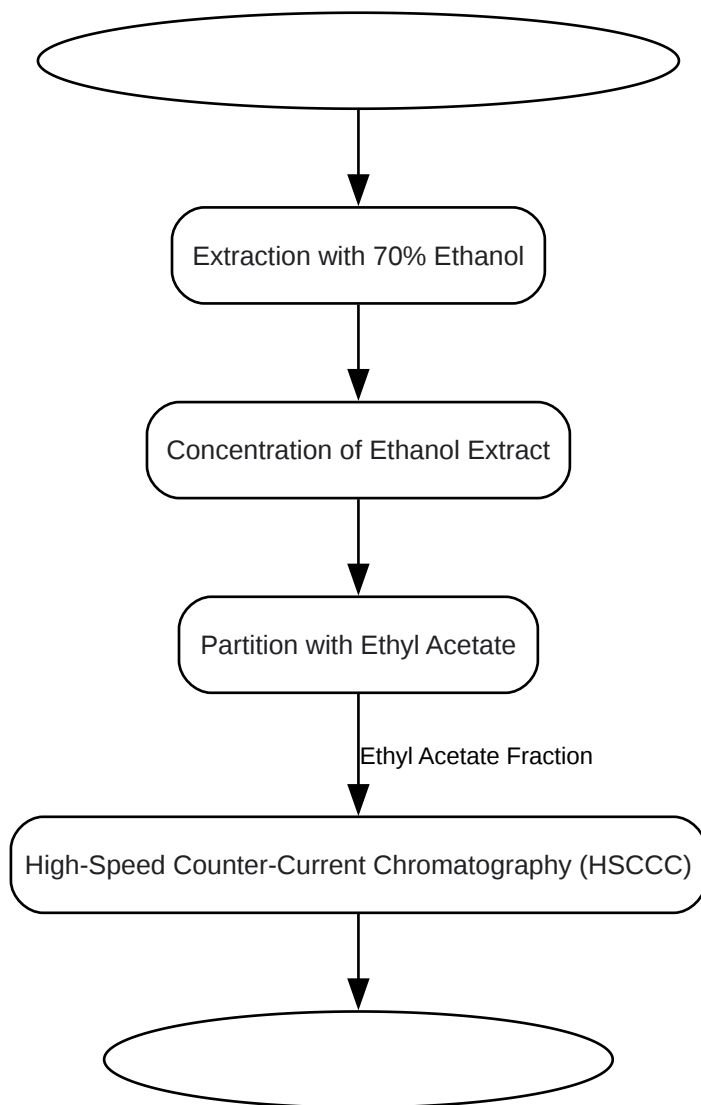 Extraction with 70% Ethanol
Concentration of Ethanol Extract
Partition with Ethyl Acetate
Ethyl Acetate Fraction
High-Speed Counter-Current Chromatography (HSCCC)